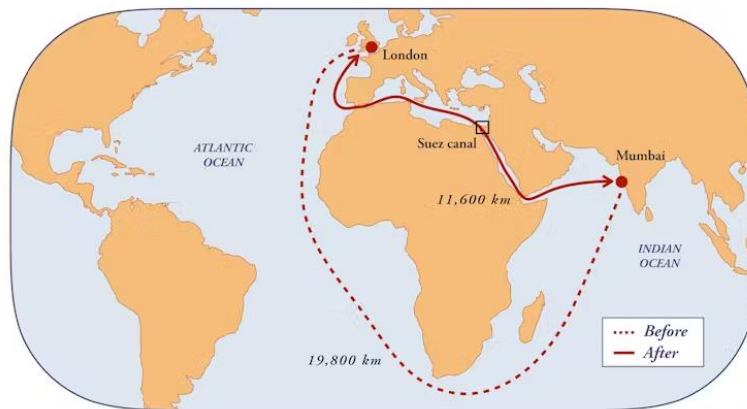 London
ATLANTIC
OCEAN
Suez canal
Mumbai
11,600 km
INDIAN
OCEAN
Before
After
19,800 km